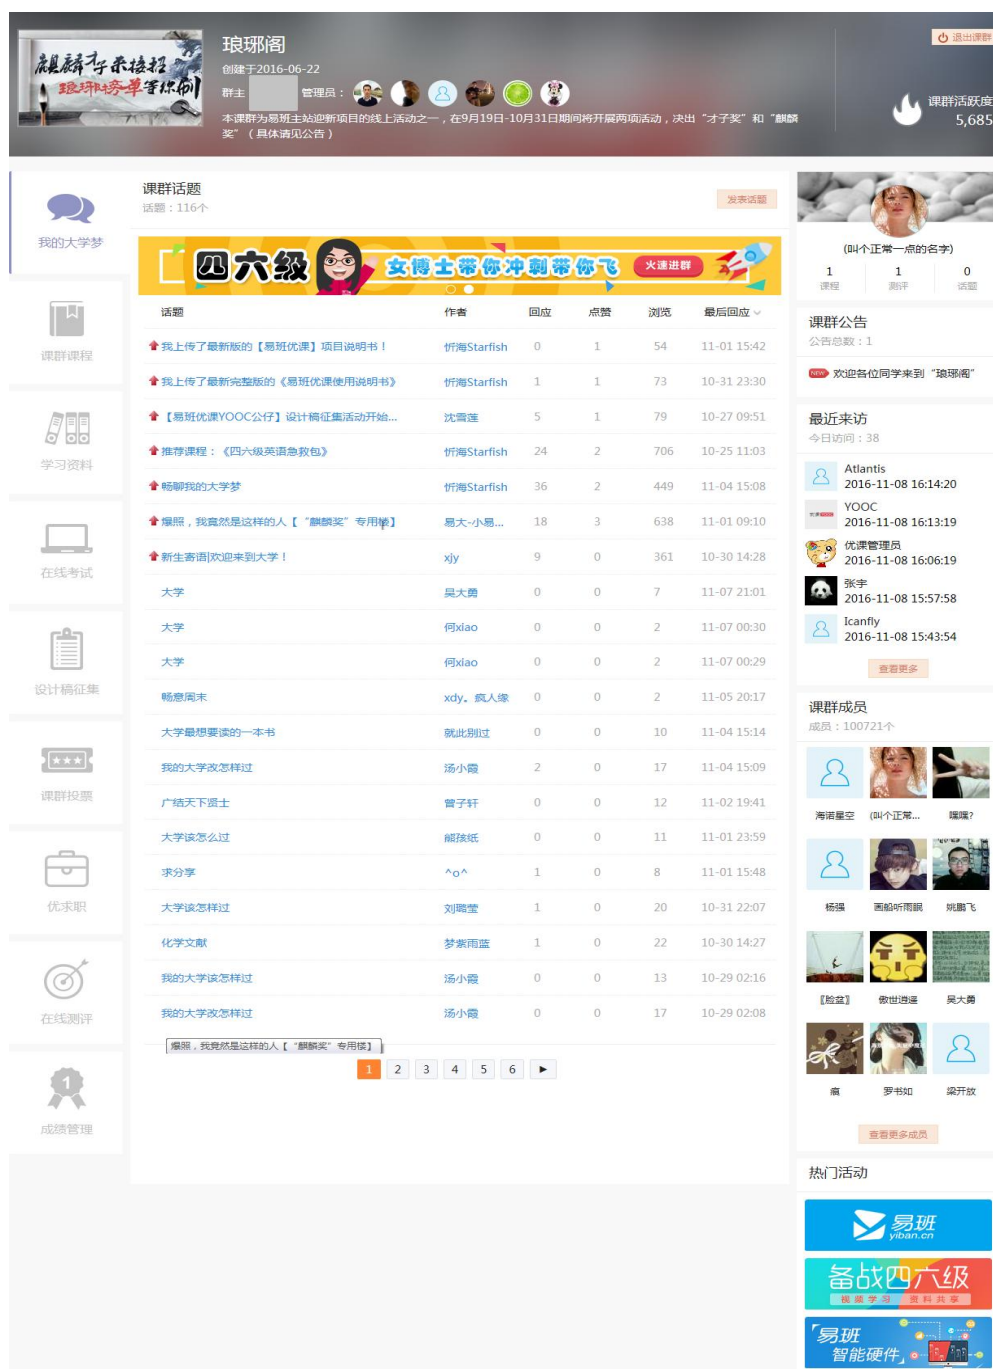 麒麟才子来接招
琅琊榜单等你创
琅琊阁
创建于2016-06-22
群主 管理员：
本课群为易班主站迎新项目的线上活动之一，在9月19日-10月31日期间将开展两项活动，决出“才子奖”和“麒麟
奖”（具体请见公告）
退出课群
课群活跃度
5,685
我的大学梦
课群课程
学习资料
在线考试
设计稿征集
课群投票
优求职
在线测评
1
成绩管理
课群话题
话题：116个
发表话题
四六级 女博士带你冲刺带你飞 火速进群
话题 作者 回应 点赞 浏览 最后回应
我上传了最新版的【易班优课】项目说明书！ 忻海Starfish 0 1 54 11-01 15:42
我上传了最新完整版的《易班优课使用说明书》 忻海Starfish 1 1 73 10-31 23:30
【易班优课YOOC公仔】设计稿征集活动开始... 沈雪莲 5 1 79 10-27 09:51
推荐课程：《四六级英语急救包》 忻海Starfish 24 2 706 10-25 11:03
畅聊我的大学梦 忻海Starfish 36 2 449 11-04 15:08
爆照，我竟然是这样的人【“麒麟奖”专用楼】 易大-小易... 18 3 638 11-01 09:10
新生寄语|欢迎来到大学！ xjy 9 0 361 10-30 14:28
大学 吴大勇 0 0 7 11-07 21:01
大学 何xiao 0 0 2 11-07 00:30
大学 何xiao 0 0 2 11-07 00:29
畅意周末 xdy。疯人缘 0 0 2 11-05 20:17
大学最想要读的一本书 就此别过 0 0 10 11-04 15:14
我的大学改怎样过 汤小霞 2 0 17 11-04 15:09
广结天下贤士 曾子轩 0 0 12 11-02 19:41
大学该怎么过 熊孩纸 0 0 11 11-01 23:59
求分享 ^o^ 1 0 8 11-01 15:48
大学该怎样过 刘璐莹 1 0 20 10-31 22:07
化学文献 梦紫雨蓝 1 0 22 10-30 14:27
我的大学该怎样过 汤小霞 0 0 13 10-29 02:16
我的大学改怎样过 汤小霞 0 0 17 10-29 02:08
爆照，我竟然是这样的人【“麒麟奖”专用楼】
1 2 3 4 5 6 ►
(叫个正常一点的名字)
1 1 0
课程 测评 话题
课群公告
公告总数：1
NEW 欢迎各位同学来到“琅琊阁”
最近来访
今日访问：38
Atlantis
2016-11-08 16:14:20
YOOC
2016-11-08 16:13:19
优课管理员
2016-11-08 16:06:19
张宇
2016-11-08 15:57:58
Icanfly
2016-11-08 15:43:54
查看更多
课群成员
成员：100721个
海诺星空 (叫个正常... 嘿嘿?
杨强 画船听雨眠 姚鹏飞
〖脸盆〗 傲世逍遥 吴大勇
痕 罗书如 梁开放
查看更多成员
热门活动
易班
yiban.cn
备战四六级
视频学习 资料共享
「易班
智能硬件」